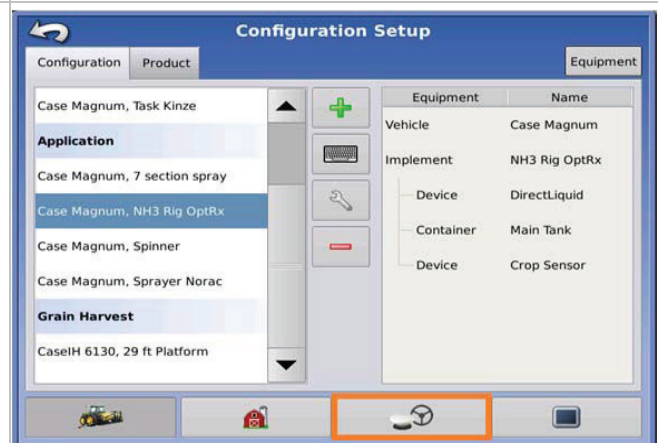 Configuration Setup
Configuration Product
Equipment
Case Magnum, Task Kinze
Application
Case Magnum, 7 section spray
Case Magnum, NH3 Rig OptRx
Case Magnum, Spinner
Case Magnum, Sprayer Norac
Grain Harvest
CaseIH 6130, 29 ft Platform
Equipment Name
Vehicle Case Magnum
Implement NH3 Rig OptRx
Device DirectLiquid
Container Main Tank
Device Crop Sensor